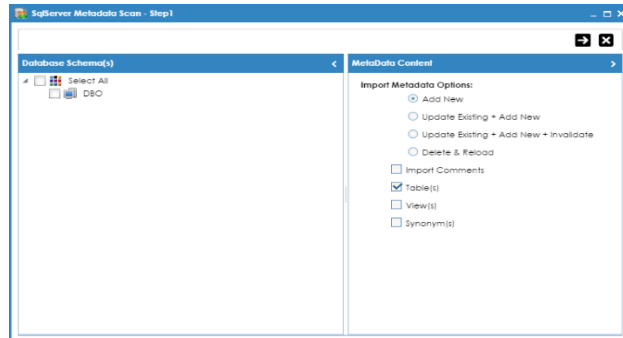 SqlServer Metadata Scan - Step1
Database Schema(s)
Select All
DBO
MetaData Content
Import Metadata Options:
Add New
Update Existing + Add New
Update Existing + Add New + Invalidate
Delete & Reload
Import Comments
Table(s)
View(s)
Synonym(s)